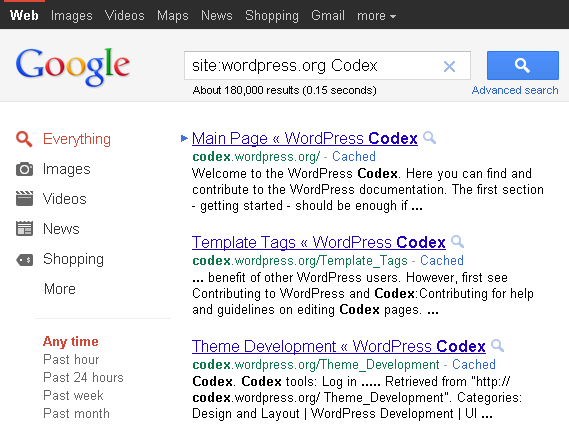 Web Images Videos Maps News Shopping Gmail more
Google
site:wordpress.org Codex
About 180,000 results (0.15 seconds)
Advanced search
Everything
Images
Videos
News
Shopping
More
Any time
Past hour
Past 24 hours
Past week
Past month
Main Page « WordPress Codex
codex.wordpress.org/ - Cached
Welcome to the WordPress Codex. Here you can find and
contribute to the WordPress documentation. The first section
- getting started - should be enough if ...
Template Tags « WordPress Codex
codex.wordpress.org/Template_Tags - Cached
... benefit of other WordPress users. However, first see
Contributing to WordPress and Codex:Contributing for help
and guidelines on editing Codex pages. ...
Theme Development « WordPress Codex
codex.wordpress.org/Theme_Development - Cached
Codex. Codex tools: Log in ..... Retrieved from "http://
codex.wordpress.org/ Theme_Development". Categories:
Design and Layout | WordPress Development | UI ...